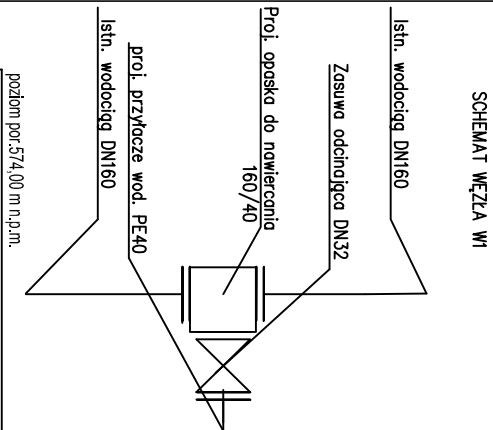 SCHEMAT WĘZŁA W1
Istn. wodociąg DN160
Zasuwa odcinająca DN32
Proj. opaska do nawiercania
160/40
proj. przyłacze wod. PE40
Istn. wodociąg DN160
poziom por.574,00 m n.p.m.